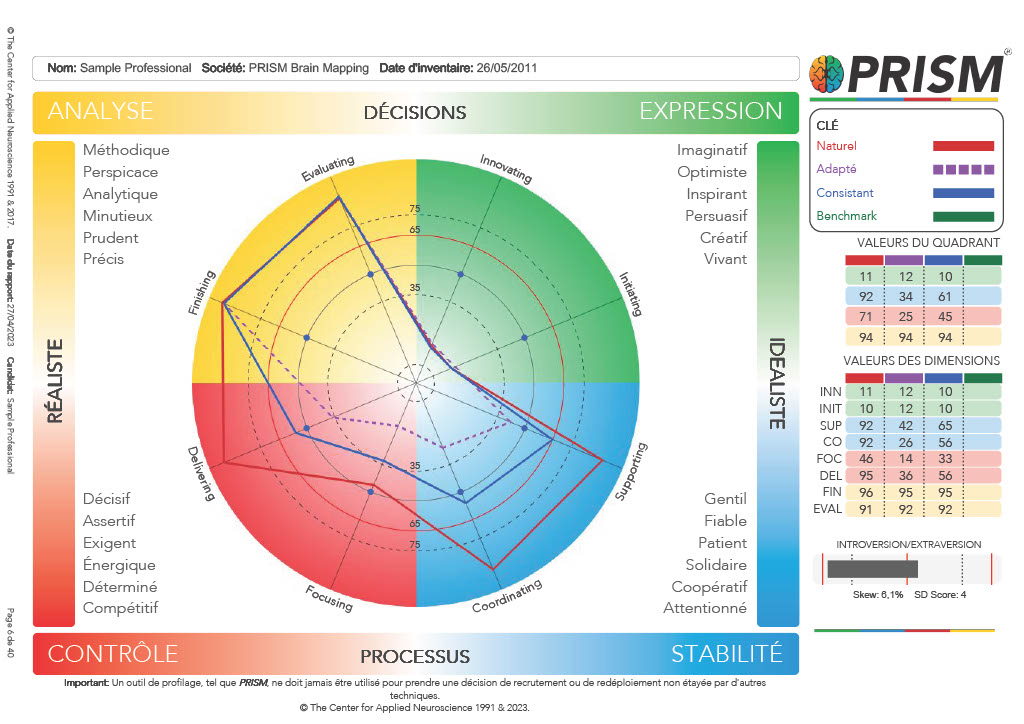 Nom: Sample Professional Société: PRISM Brain Mapping Date d'inventaire: 26/05/2011
PRISM®
ANALYSE DÉCISIONS EXPRESSION
CLÉ
Naturel
Adapté
Consistant
Benchmark
Méthodique
Perspicace
Analytique
Minutieux
Prudent
Précis
Imaginatif
Optimiste
Inspirant
Persuasif
Créatif
Vivant
RÉALISTE
IDEALISTE
Evaluating
Innovating
Initiating
Supporting
Coordinating
Focusing
Delivering
Finishing
75
65
35
35
65
75
Décisif
Assertif
Exigent
Énergique
Déterminé
Compétitif
Gentil
Fiable
Patient
Solidaire
Coopératif
Attentionné
CONTRÔLE PROCESSUS STABILITÉ
VALEURS DU QUADRANT
11 12 10
92 34 61
71 25 45
94 94 94
VALEURS DES DIMENSIONS
INN 11 12 10
INIT 10 12 10
SUP 92 42 65
CO 92 26 56
FOC 46 14 33
DEL 95 36 56
FIN 96 95 95
EVAL 91 92 92
INTROVERSION/EXTRAVERSION
Skew: 6,1% SD Score: 4
Important: Un outil de profilage, tel que PRISM, ne doit jamais être utilisé pour prendre une décision de recrutement ou de redéploiement non étayée par d'autres
techniques.
© The Center for Applied Neuroscience 1991 & 2023.
© The Center for Applied Neuroscience 1991 & 2017. Date du rapport: 27/04/2023 Candidat: Sample Professional Page 6 de 40